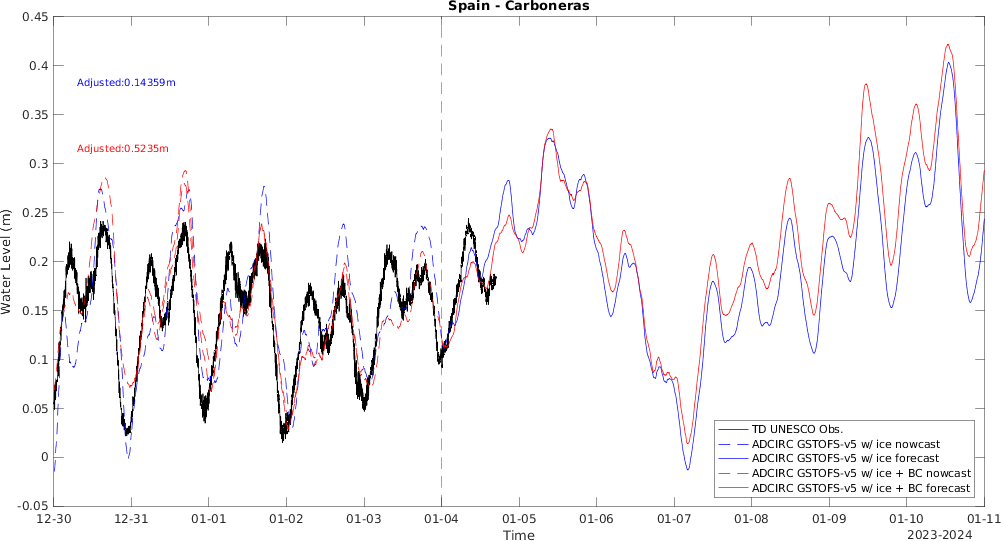 Spain - Carboneras
0.45
0.4
0.35
0.3
0.25
0.2
0.15
0.1
0.05
0
-0.05
Water Level (m)
Adjusted:0.14359m
Adjusted:0.5235m
TD UNESCO Obs.
ADCIRC GSTOFS-v5 w/ ice nowcast
ADCIRC GSTOFS-v5 w/ ice forecast
ADCIRC GSTOFS-v5 w/ ice + BC nowcast
ADCIRC GSTOFS-v5 w/ ice + BC forecast
12-30 12-31 01-01 01-02 01-03 01-04 01-05 01-06 01-07 01-08 01-09 01-10 01-11
Time
2023-2024